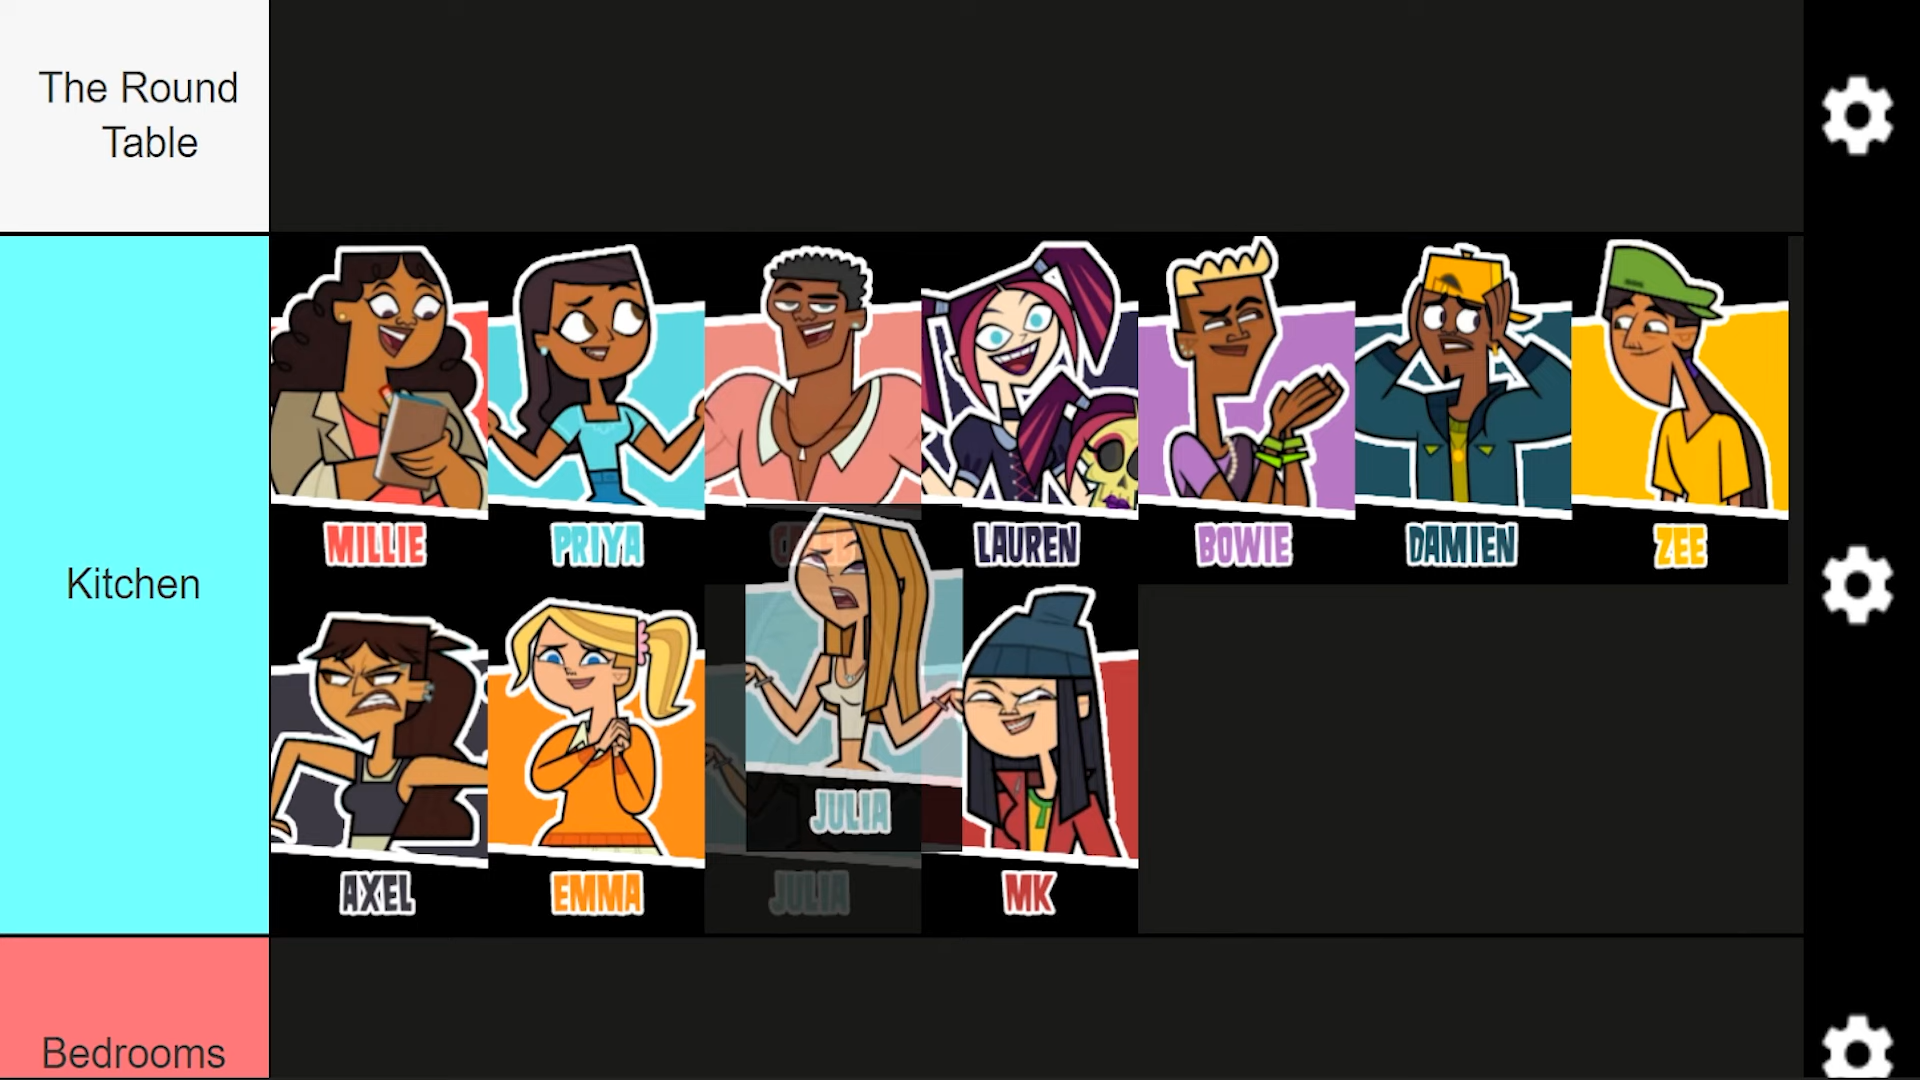 The Round
Table
Kitchen
MILLIE
PRIYA
LAUREN
BOWIE
DAMIEN
ZEE
AXEL
EMMA
JULIA
JULIA
MK
Bedrooms